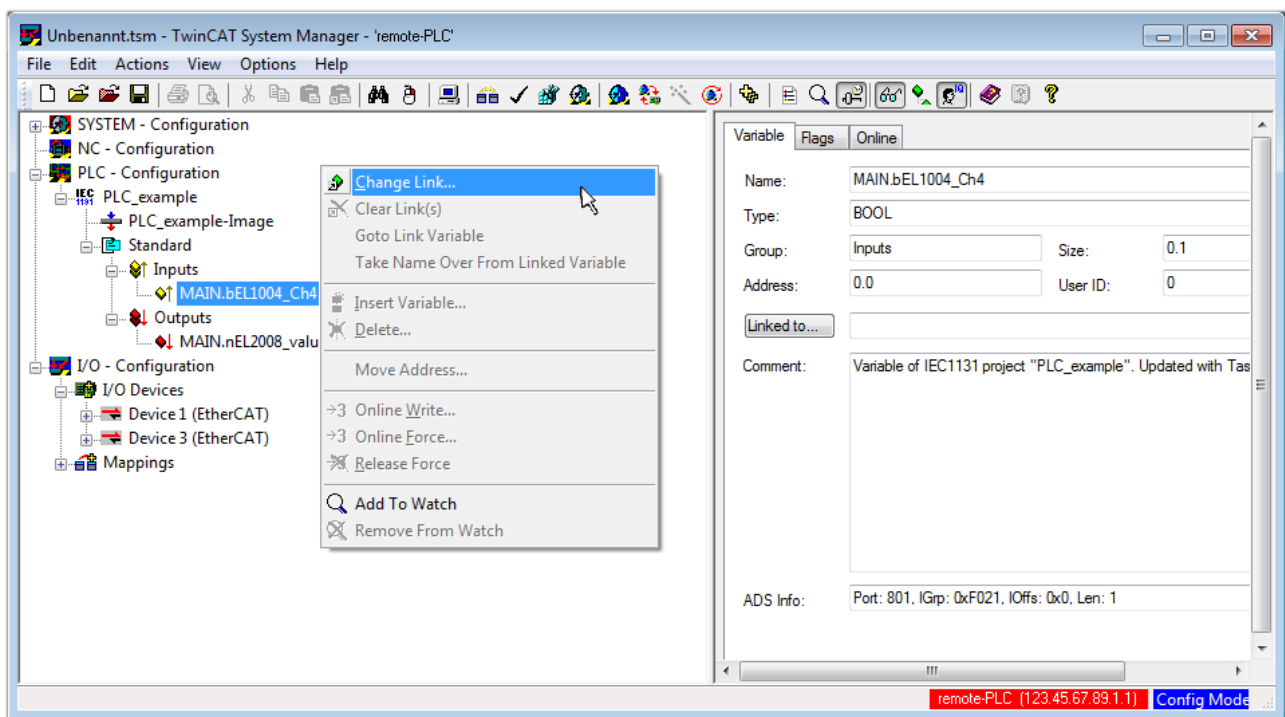 Unbenannt.tsm - TwinCAT System Manager - 'remote-PLC'
File Edit Actions View Options Help
SYSTEM - Configuration
NC - Configuration
PLC - Configuration
IEC 1131 PLC_example
PLC_example-Image
Standard
Inputs
MAIN.bEL1004_Ch4
Outputs
MAIN.nEL2008_valu
I/O - Configuration
I/O Devices
Device 1 (EtherCAT)
Device 3 (EtherCAT)
Mappings
Change Link...
Clear Link(s)
Goto Link Variable
Take Name Over From Linked Variable
Insert Variable...
Delete...
Move Address...
→3 Online Write...
→3 Online Force...
Release Force
Add To Watch
Remove From Watch
Variable Flags Online
Name: MAIN.bEL1004_Ch4
Type: BOOL
Group: Inputs Size: 0.1
Address: 0.0 User ID: 0
Linked to...
Comment: Variable of IEC1131 project "PLC_example". Updated with Tas
ADS Info: Port: 801, IGrp: 0xF021, IOffs: 0x0, Len: 1
remote-PLC (123.45.67.89.1.1) Config Mode